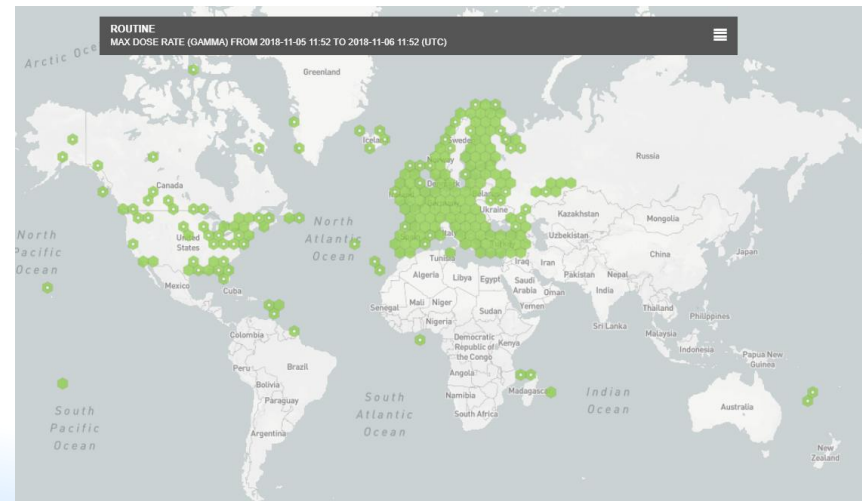 ROUTINE
MAX DOSE RATE (GAMMA) FROM 2018-11-05 11:52 TO 2018-11-06 11:52 (UTC)
Arctic Oce
Greenland
Russia
Canada
Ukraine
Kazakhstan
Mongolia
North
Pacific
Ocean
United
States
North
Atlantic
Ocean
Uzbekistan
China
Japan
Iraq
Iran
Mexico
Cuba
Algeria
Libya
Egypt
Saudi
Arabia
Oman
Pakistan
Nepal
India
Senegal
Mali
Niger
Sudan
Yemen
Thailand
Philippines
Nigeria
Sri Lanka
Malaysia
Colombia
Democratic
Republic of
the Congo
Kenya
Indonesia
Papua New
Guinea
Peru
Brazil
Angola
Bolivia
Namibia
Madagasc
Indian
Ocean
South
Pacific
Ocean
Paraguay
South
Atlantic
Ocean
South Africa
Australia
Argentina
New
Zealand